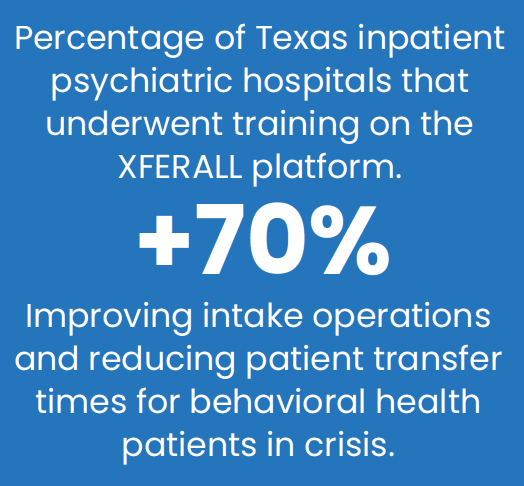 Percentage of Texas inpatient
psychiatric hospitals that
underwent training on the
XFERALL platform.
+70%
Improving intake operations
and reducing patient transfer
times for behavioral health
patients in crisis.